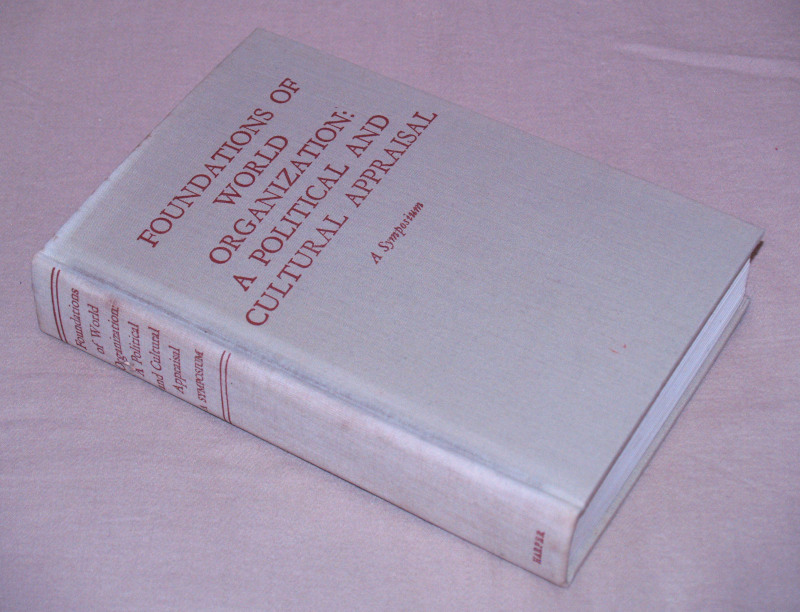 FOUNDATIONS OF
WORLD
ORGANIZATION:
A POLITICAL AND
CULTURAL APPRAISAL
A Symposium
Foundations
of World
Organization:
A Political
and Cultural
Appraisal
A SYMPOSIUM
HARPER